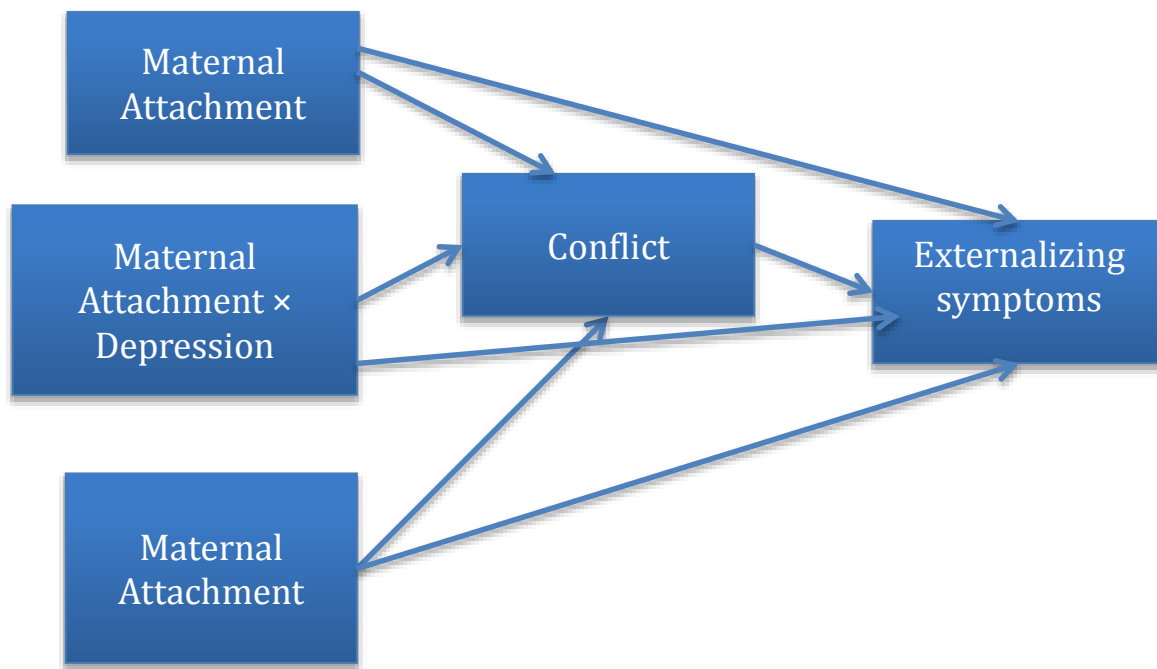 Maternal
Attachment
Maternal
Attachment ×
Depression
Conflict
Externalizing
symptoms
Maternal
Attachment